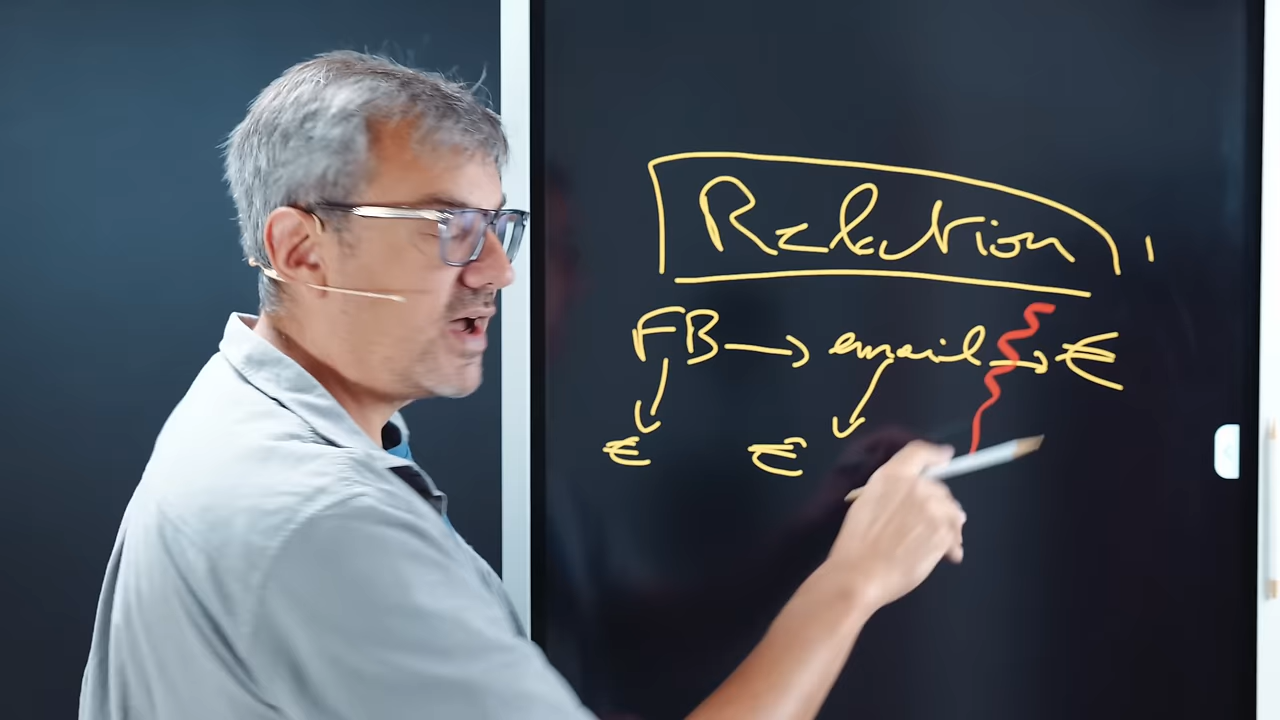 Relation
FB → email → €
€ €